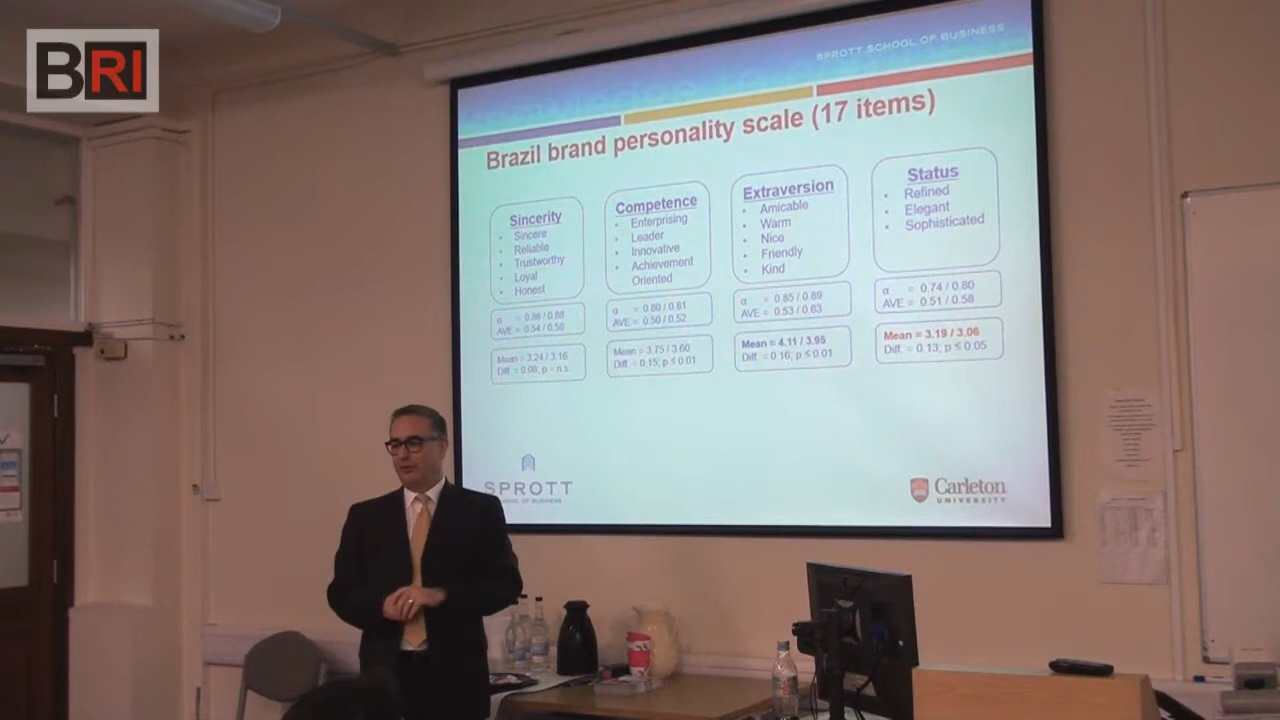 BRI
SPROTT SCHOOL OF BUSINESS
Brazil brand personality scale (17 items)
Sincerity
• Sincere
• Reliable
• Trustworthy
• Loyal
• Honest
α = 0.86 / 0.88
AVE = 0.54 / 0.58
Mean = 3.24 / 3.16
Diff. = 0.08; p = n.s.
Competence
• Enterprising
• Leader
• Innovative
• Achievement
Oriented
α = 0.80 / 0.81
AVE = 0.50 / 0.52
Mean = 3.75 / 3.60
Diff. = 0.15; p ≤ 0.01
Extraversion
• Amicable
• Warm
• Nice
• Friendly
• Kind
α = 0.85 / 0.89
AVE = 0.53 / 0.63
Mean = 4.11 / 3.95
Diff. = 0.16; p ≤ 0.01
Status
• Refined
• Elegant
• Sophisticated
α = 0.74 / 0.80
AVE = 0.51 / 0.58
Mean = 3.19 / 3.06
Diff. = 0.13; p ≤ 0.05
SPROTT
SCHOOL OF BUSINESS
Carleton
UNIVERSITY